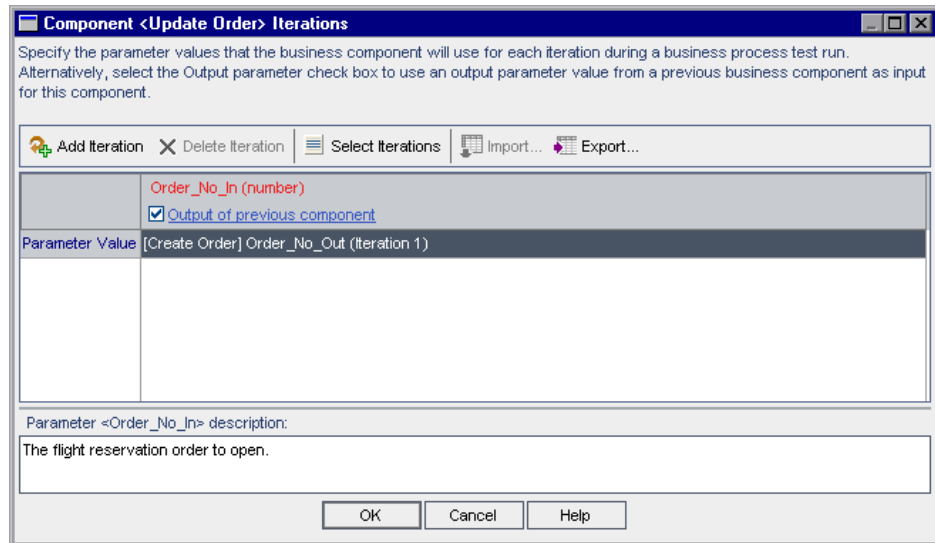 Component <Update Order> Iterations
Specify the parameter values that the business component will use for each iteration during a business process test run.
Alternatively, select the Output parameter check box to use an output parameter value from a previous business component as input
for this component.
Add Iteration Delete Iteration Select Iterations Import... Export...
Order_No_In (number)
Output of previous component
Parameter Value [Create Order] Order_No_Out (Iteration 1)
Parameter <Order_No_In> description:
The flight reservation order to open.
OK Cancel Help